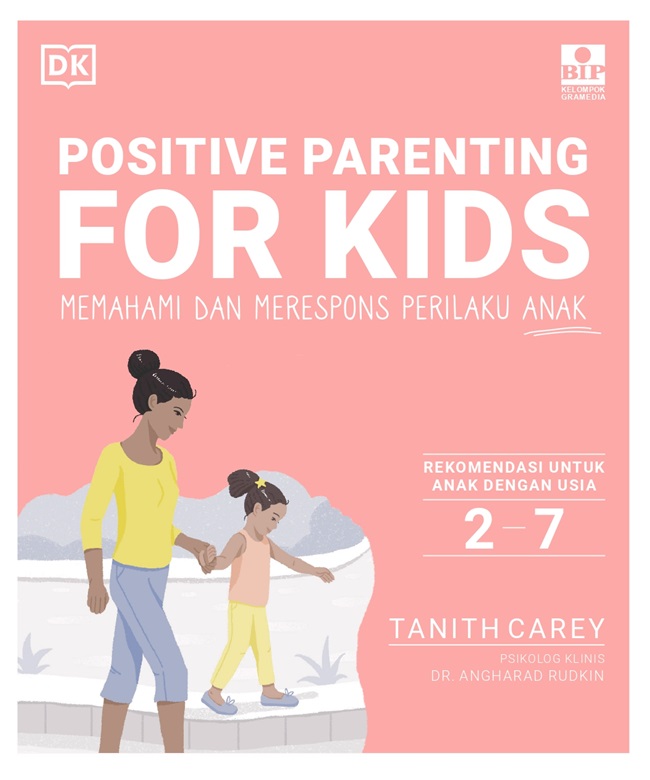 DK
BIP
KELOMPOK
GRAMEDIA
POSITIVE PARENTING
FOR KIDS
MEMAHAMI DAN MERESPONS PERILAKU ANAK
REKOMENDASI UNTUK
ANAK DENGAN USIA
2–7
TANITH CAREY
PSIKOLOG KLINIS
DR. ANGHARAD RUDKIN